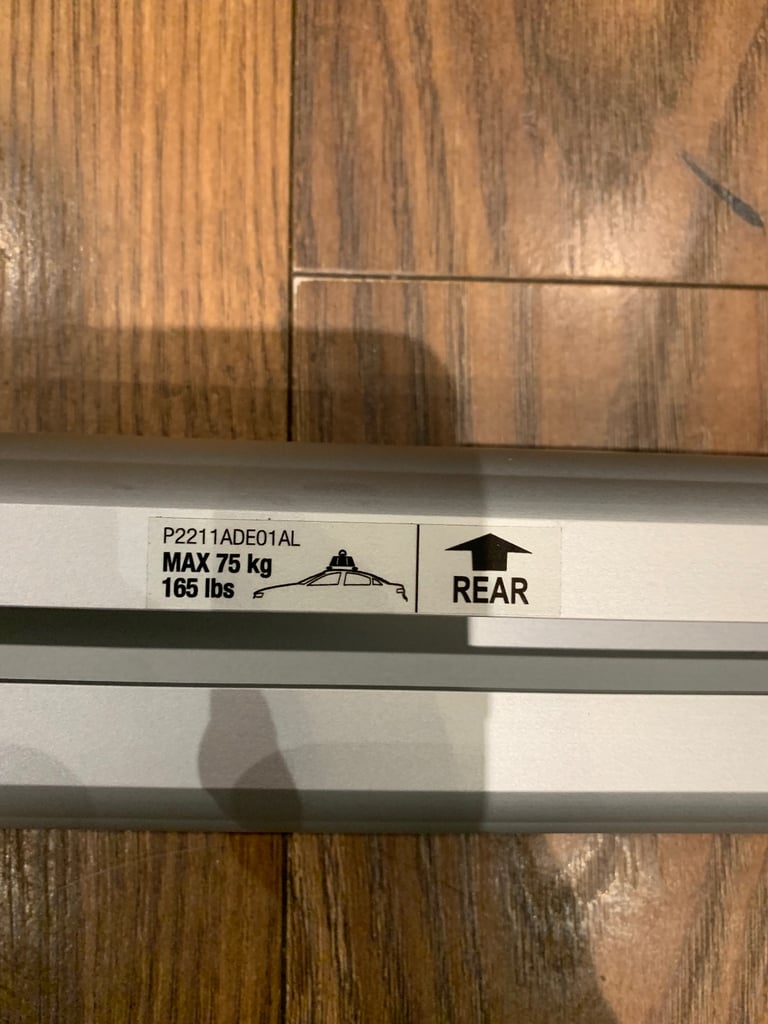 P2211ADE01AL
MAX 75 kg
165 lbs
REAR